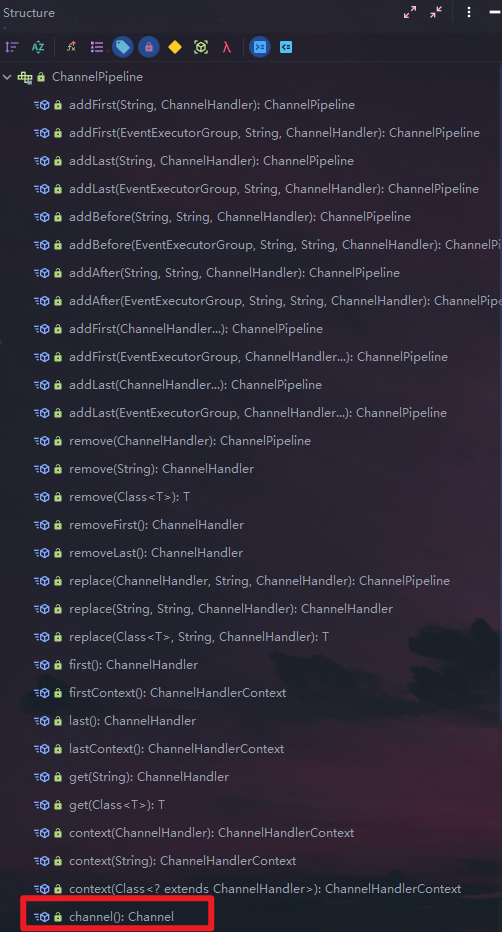 Structure
ChannelPipeline
addFirst(String, ChannelHandler): ChannelPipeline
addFirst(EventExecutorGroup, String, ChannelHandler): ChannelPipeline
addLast(String, ChannelHandler): ChannelPipeline
addLast(EventExecutorGroup, String, ChannelHandler): ChannelPipeline
addBefore(String, String, ChannelHandler): ChannelPipeline
addBefore(EventExecutorGroup, String, String, ChannelHandler): ChannelPi
addAfter(String, String, ChannelHandler): ChannelPipeline
addAfter(EventExecutorGroup, String, String, ChannelHandler): ChannelPipe
addFirst(ChannelHandler...): ChannelPipeline
addFirst(EventExecutorGroup, ChannelHandler...): ChannelPipeline
addLast(ChannelHandler...): ChannelPipeline
addLast(EventExecutorGroup, ChannelHandler...): ChannelPipeline
remove(ChannelHandler): ChannelPipeline
remove(String): ChannelHandler
remove(Class<T>): T
removeFirst(): ChannelHandler
removeLast(): ChannelHandler
replace(ChannelHandler, String, ChannelHandler): ChannelPipeline
replace(String, String, ChannelHandler): ChannelHandler
replace(Class<T>, String, ChannelHandler): T
first(): ChannelHandler
firstContext(): ChannelHandlerContext
last(): ChannelHandler
lastContext(): ChannelHandlerContext
get(String): ChannelHandler
get(Class<T>): T
context(ChannelHandler): ChannelHandlerContext
context(String): ChannelHandlerContext
context(Class<? extends ChannelHandler>): ChannelHandlerContext
channel(): Channel